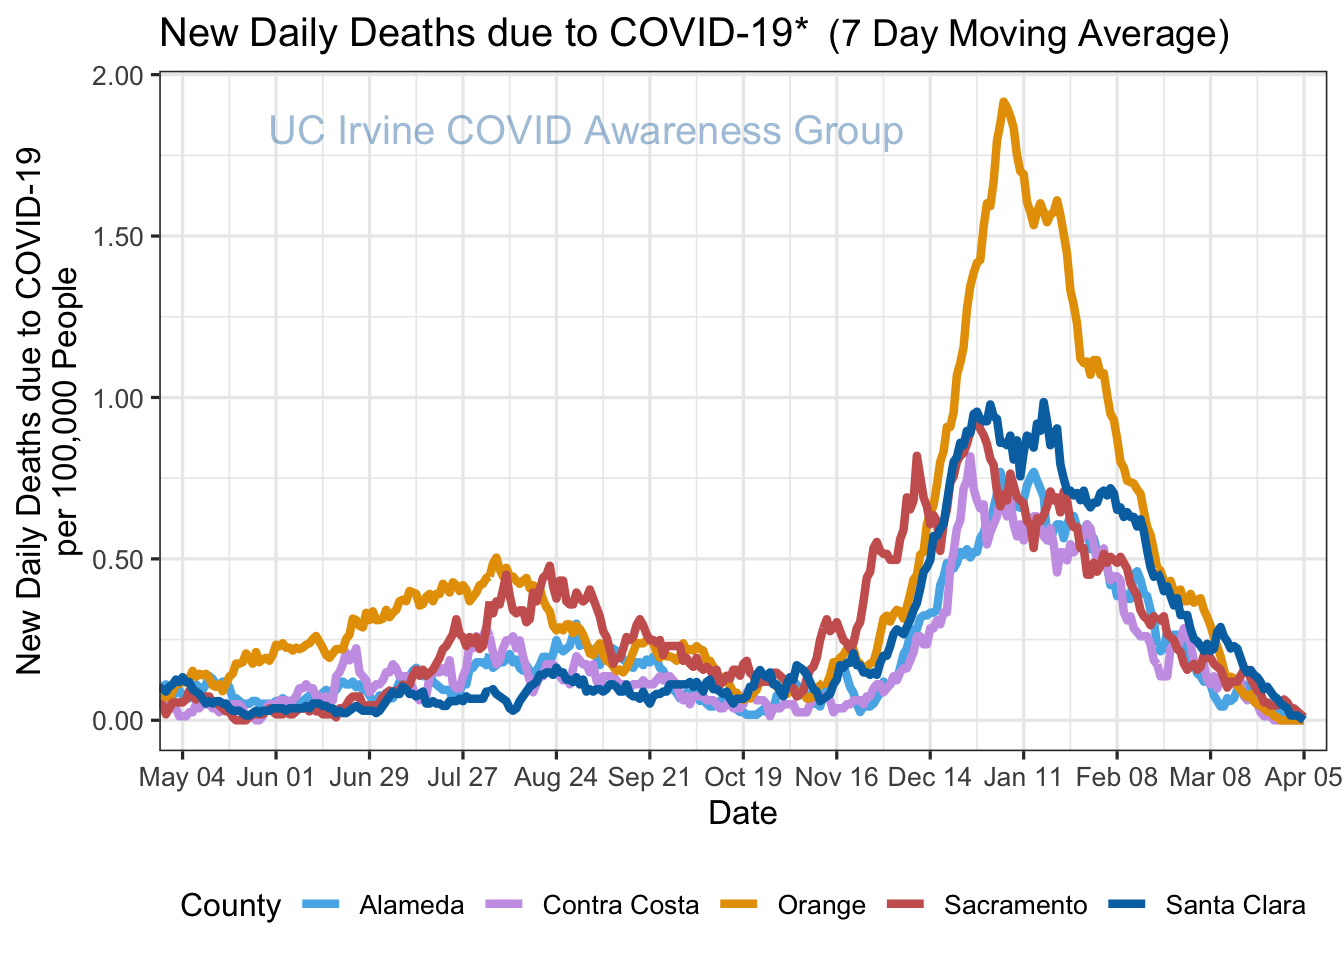 New Daily Deaths due to COVID-19* (7 Day Moving Average)
UC Irvine COVID Awareness Group
New Daily Deaths due to COVID-19
per 100,000 People
2.00
1.50
1.00
0.50
0.00
May 04 Jun 01 Jun 29 Jul 27 Aug 24 Sep 21 Oct 19 Nov 16 Dec 14 Jan 11 Feb 08 Mar 08 Apr 05
Date
County Alameda Contra Costa Orange Sacramento Santa Clara